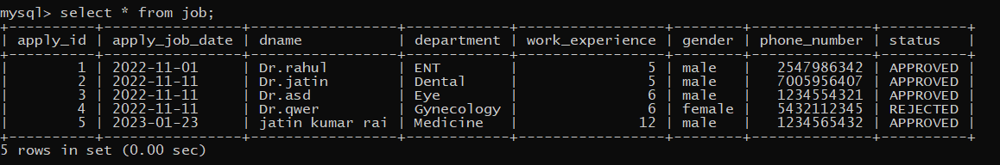 mysql> select * from job;
+----------+----------------+-----------------+------------+-----------------+--------+--------------+----------+
| apply_id | apply_job_date | dname           | department | work_experience | gender | phone_number | status   |
+----------+----------------+-----------------+------------+-----------------+--------+--------------+----------+
|        1 | 2022-11-01     | Dr.rahul        | ENT        |               5 | male   |   2547986342 | APPROVED |
|        2 | 2022-11-11     | Dr.jatin        | Dental     |               5 | male   |   7005956407 | APPROVED |
|        3 | 2022-11-11     | Dr.asd          | Eye        |               6 | male   |   1234554321 | APPROVED |
|        4 | 2022-11-11     | Dr.qwer         | Gynecology |               6 | female |   5432112345 | REJECTED |
|        5 | 2023-01-23     | jatin kumar rai | Medicine   |              12 | male   |   1234565432 | APPROVED |
+----------+----------------+-----------------+------------+-----------------+--------+--------------+----------+
5 rows in set (0.00 sec)